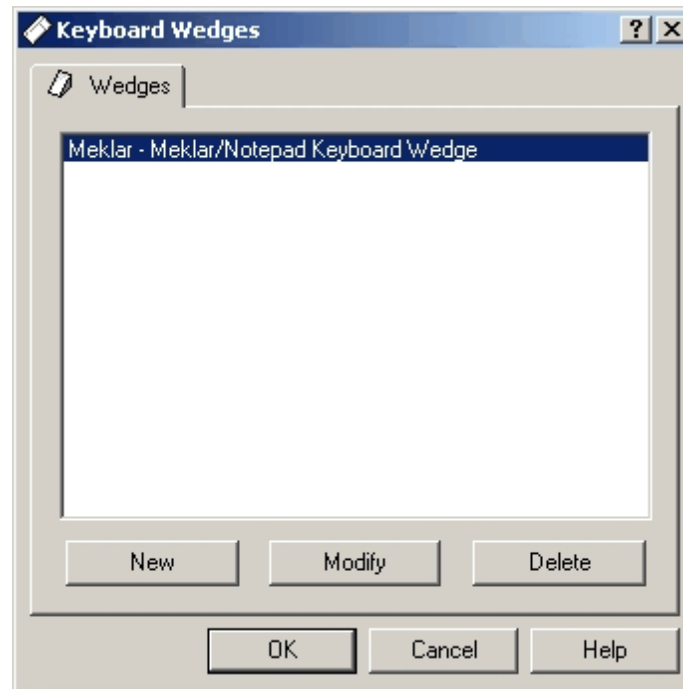 Keyboard Wedges
Wedges
Meklar - Meklar/Notepad Keyboard Wedge
New Modify Delete
OK Cancel Help